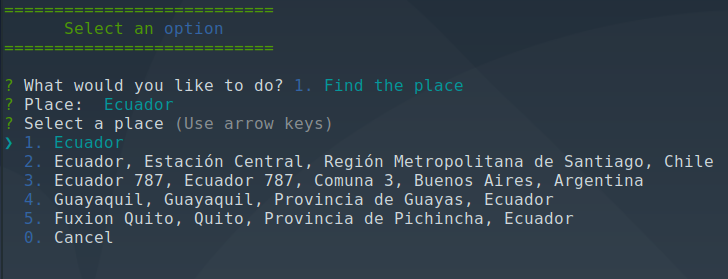 ===========================
Select an option
===========================
? What would you like to do? 1. Find the place
? Place: Ecuador
? Select a place (Use arrow keys)
❯ 1. Ecuador
2. Ecuador, Estación Central, Región Metropolitana de Santiago, Chile
3. Ecuador 787, Ecuador 787, Comuna 3, Buenos Aires, Argentina
4. Guayaquil, Guayaquil, Provincia de Guayas, Ecuador
5. Fuxion Quito, Quito, Provincia de Pichincha, Ecuador
0. Cancel